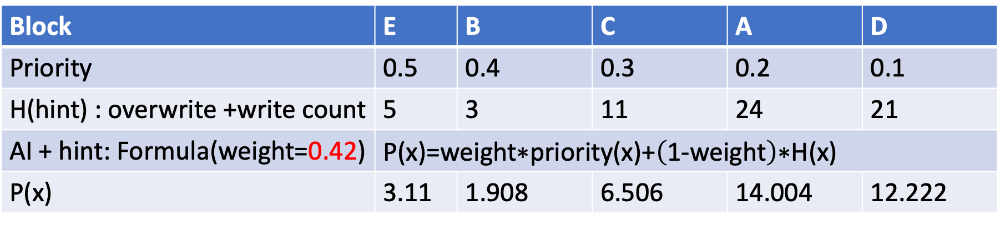 Block E B C A D
Priority 0.5 0.4 0.3 0.2 0.1
H(hint) : overwrite +write count 5 3 11 24 21
AI + hint: Formula(weight=0.42) P(x)=weight∗priority(x)+(1-weight)∗H(x)
P(x) 3.11 1.908 6.506 14.004 12.222